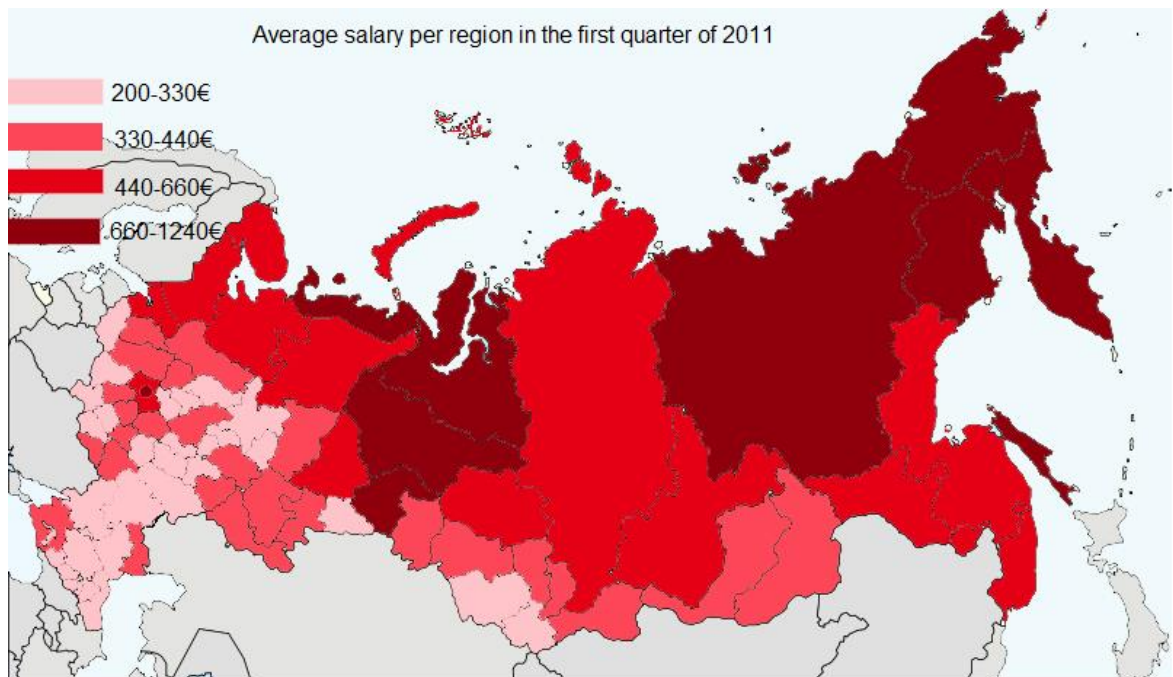 Average salary per region in the first quarter of 2011
200-330€
330-440€
440-660€
660-1240€